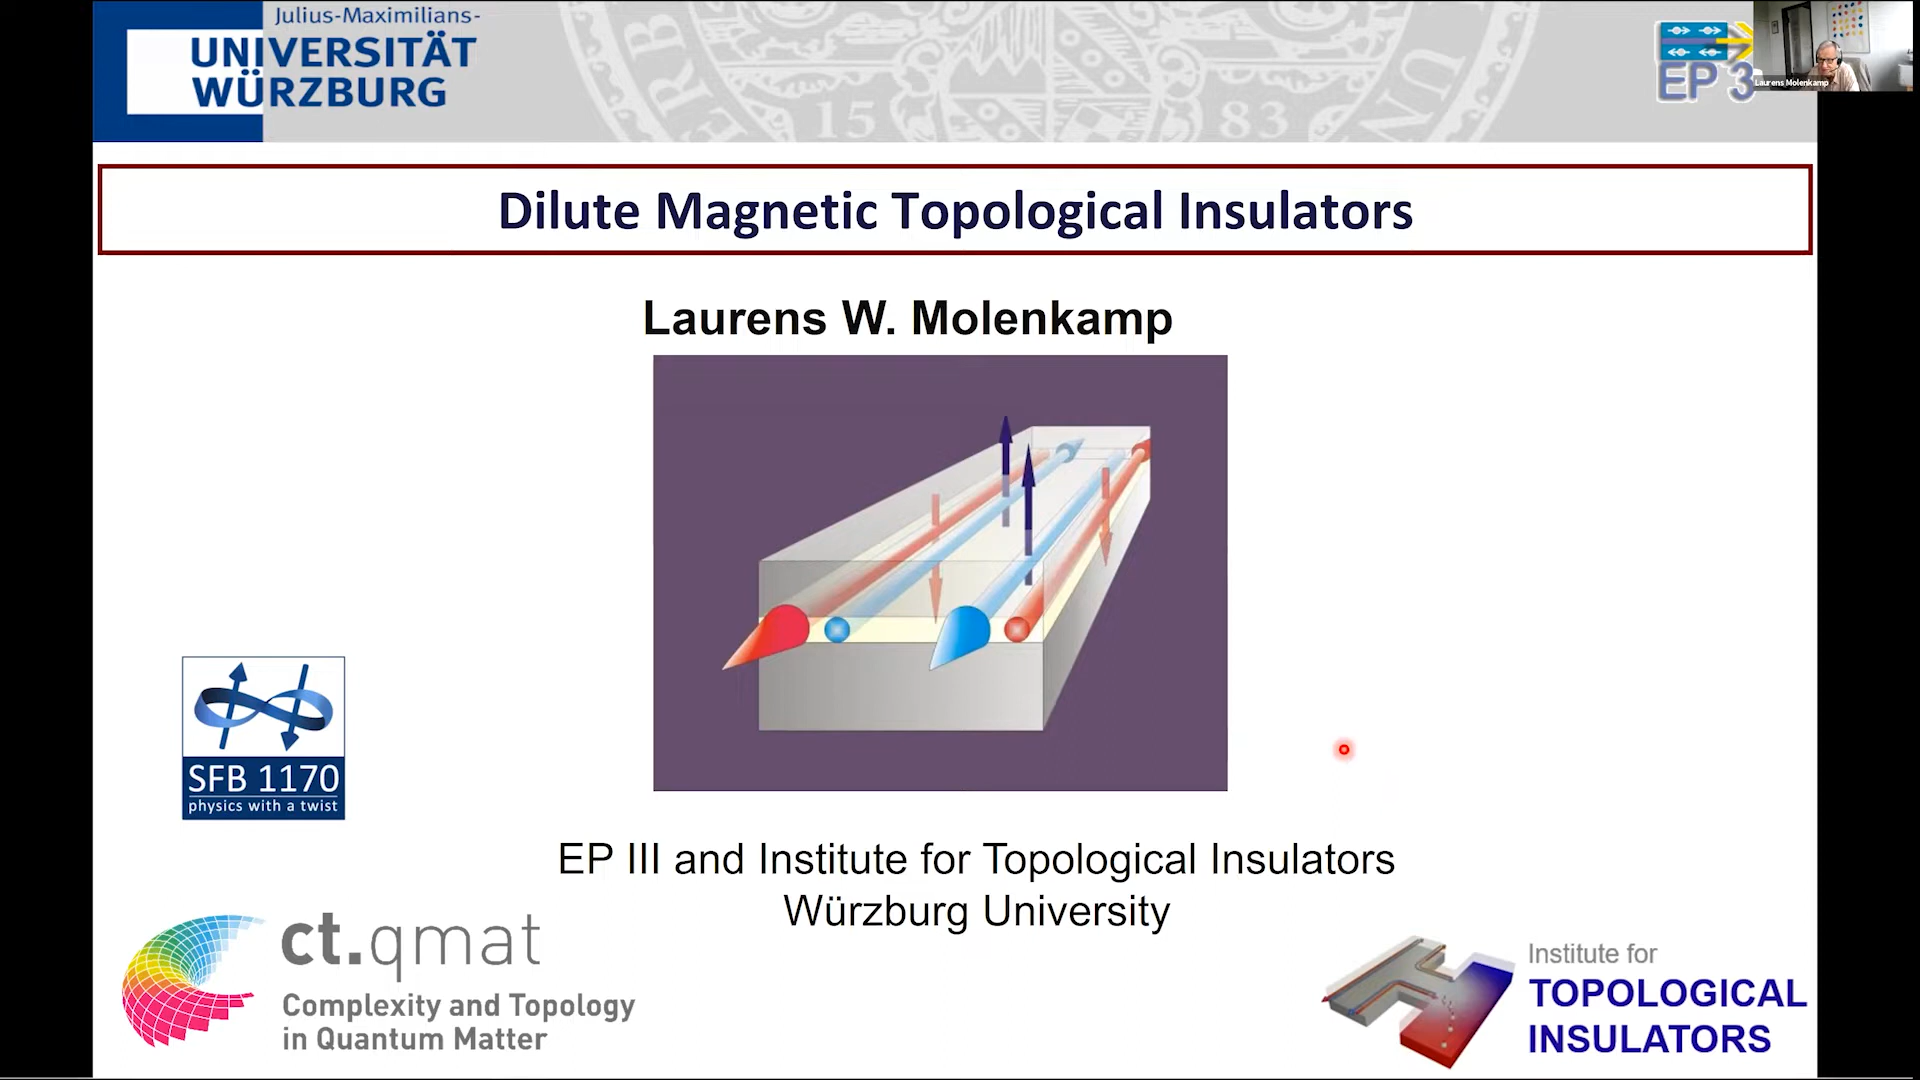 Julius-Maximilians-
UNIVERSITÄT
WÜRZBURG
15 83
EP 3
Laurens Molenkamp
Dilute Magnetic Topological Insulators
Laurens W. Molenkamp
SFB 1170
physics with a twist
EP III and Institute for Topological Insulators
Würzburg University
ct.qmat
Complexity and Topology
in Quantum Matter
Institute for
TOPOLOGICAL
INSULATORS